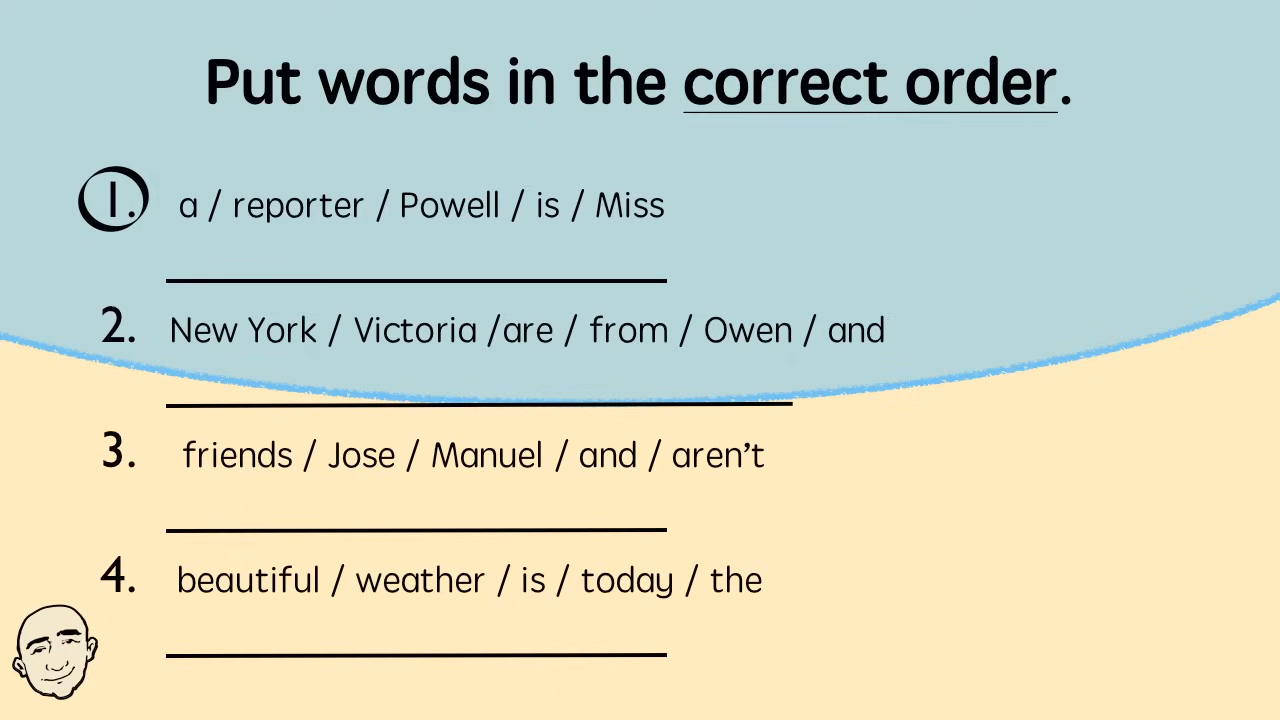 Put words in the correct order.
1. a / reporter / Powell / is / Miss
2. New York / Victoria /are / from / Owen / and
3. friends / Jose / Manuel / and / aren’t
4. beautiful / weather / is / today / the